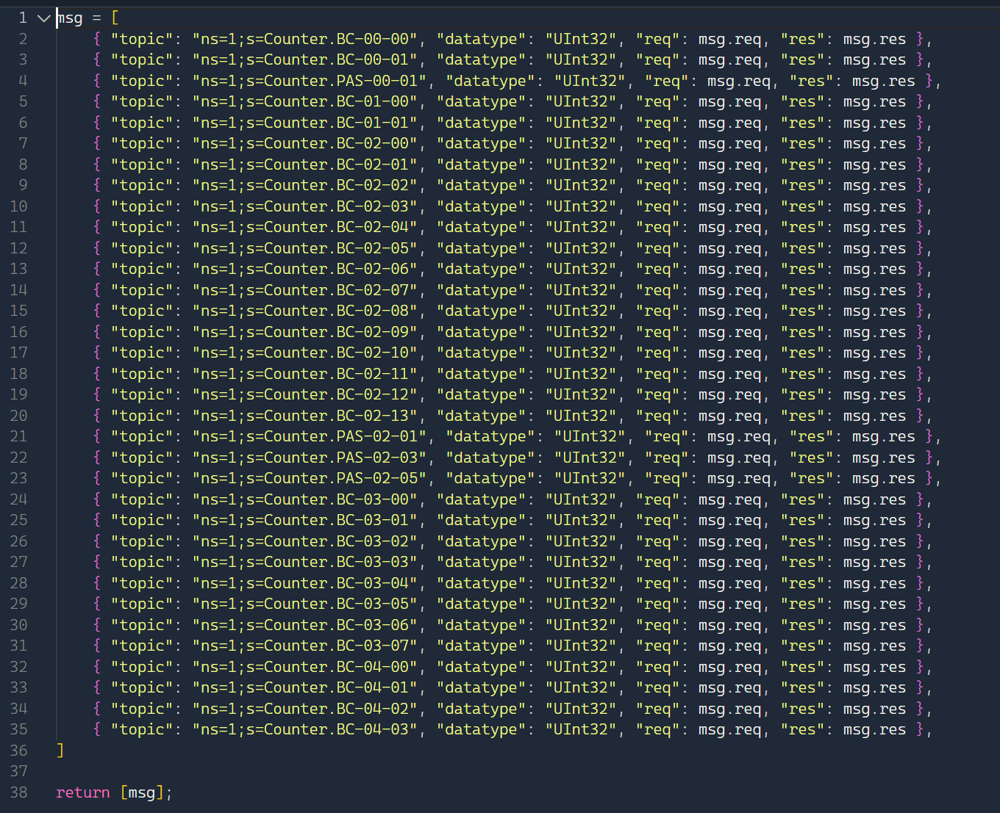 1 msg = [
2 { "topic": "ns=1;s=Counter.BC-00-00", "datatype": "UInt32", "req": msg.req, "res": msg.res },
3 { "topic": "ns=1;s=Counter.BC-00-01", "datatype": "UInt32", "req": msg.req, "res": msg.res },
4 { "topic": "ns=1;s=Counter.PAS-00-01", "datatype": "UInt32", "req": msg.req, "res": msg.res },
5 { "topic": "ns=1;s=Counter.BC-01-00", "datatype": "UInt32", "req": msg.req, "res": msg.res },
6 { "topic": "ns=1;s=Counter.BC-01-01", "datatype": "UInt32", "req": msg.req, "res": msg.res },
7 { "topic": "ns=1;s=Counter.BC-02-00", "datatype": "UInt32", "req": msg.req, "res": msg.res },
8 { "topic": "ns=1;s=Counter.BC-02-01", "datatype": "UInt32", "req": msg.req, "res": msg.res },
9 { "topic": "ns=1;s=Counter.BC-02-02", "datatype": "UInt32", "req": msg.req, "res": msg.res },
10 { "topic": "ns=1;s=Counter.BC-02-03", "datatype": "UInt32", "req": msg.req, "res": msg.res },
11 { "topic": "ns=1;s=Counter.BC-02-04", "datatype": "UInt32", "req": msg.req, "res": msg.res },
12 { "topic": "ns=1;s=Counter.BC-02-05", "datatype": "UInt32", "req": msg.req, "res": msg.res },
13 { "topic": "ns=1;s=Counter.BC-02-06", "datatype": "UInt32", "req": msg.req, "res": msg.res },
14 { "topic": "ns=1;s=Counter.BC-02-07", "datatype": "UInt32", "req": msg.req, "res": msg.res },
15 { "topic": "ns=1;s=Counter.BC-02-08", "datatype": "UInt32", "req": msg.req, "res": msg.res },
16 { "topic": "ns=1;s=Counter.BC-02-09", "datatype": "UInt32", "req": msg.req, "res": msg.res },
17 { "topic": "ns=1;s=Counter.BC-02-10", "datatype": "UInt32", "req": msg.req, "res": msg.res },
18 { "topic": "ns=1;s=Counter.BC-02-11", "datatype": "UInt32", "req": msg.req, "res": msg.res },
19 { "topic": "ns=1;s=Counter.BC-02-12", "datatype": "UInt32", "req": msg.req, "res": msg.res },
20 { "topic": "ns=1;s=Counter.BC-02-13", "datatype": "UInt32", "req": msg.req, "res": msg.res },
21 { "topic": "ns=1;s=Counter.PAS-02-01", "datatype": "UInt32", "req": msg.req, "res": msg.res },
22 { "topic": "ns=1;s=Counter.PAS-02-03", "datatype": "UInt32", "req": msg.req, "res": msg.res },
23 { "topic": "ns=1;s=Counter.PAS-02-05", "datatype": "UInt32", "req": msg.req, "res": msg.res },
24 { "topic": "ns=1;s=Counter.BC-03-00", "datatype": "UInt32", "req": msg.req, "res": msg.res },
25 { "topic": "ns=1;s=Counter.BC-03-01", "datatype": "UInt32", "req": msg.req, "res": msg.res },
26 { "topic": "ns=1;s=Counter.BC-03-02", "datatype": "UInt32", "req": msg.req, "res": msg.res },
27 { "topic": "ns=1;s=Counter.BC-03-03", "datatype": "UInt32", "req": msg.req, "res": msg.res },
28 { "topic": "ns=1;s=Counter.BC-03-04", "datatype": "UInt32", "req": msg.req, "res": msg.res },
29 { "topic": "ns=1;s=Counter.BC-03-05", "datatype": "UInt32", "req": msg.req, "res": msg.res },
30 { "topic": "ns=1;s=Counter.BC-03-06", "datatype": "UInt32", "req": msg.req, "res": msg.res },
31 { "topic": "ns=1;s=Counter.BC-03-07", "datatype": "UInt32", "req": msg.req, "res": msg.res },
32 { "topic": "ns=1;s=Counter.BC-04-00", "datatype": "UInt32", "req": msg.req, "res": msg.res },
33 { "topic": "ns=1;s=Counter.BC-04-01", "datatype": "UInt32", "req": msg.req, "res": msg.res },
34 { "topic": "ns=1;s=Counter.BC-04-02", "datatype": "UInt32", "req": msg.req, "res": msg.res },
35 { "topic": "ns=1;s=Counter.BC-04-03", "datatype": "UInt32", "req": msg.req, "res": msg.res },
36 ]
37
38 return [msg];